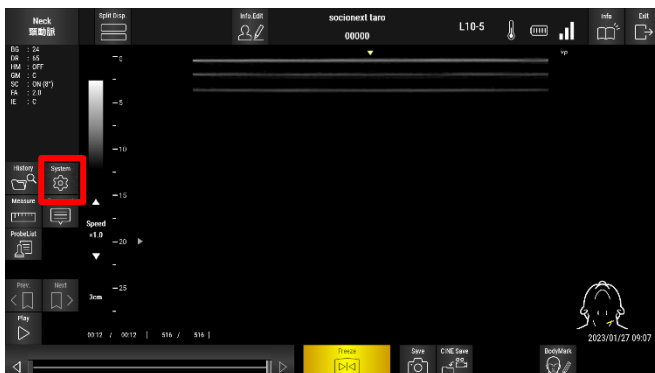 Neck
頸動脈
Split Disp.
Info.Edit
socionext taro
00000
L10-5
Info
Exit
BG : 24
DR : 65
HM : OFF
GM : C
SC : ON (8°)
FA : 2.0
IE : C
YP
0
5
10
15
20
25
History
System
Measure
ProbeList
Speed
×1.0
3cm
Prev.
Next
Play
00:12 / 00:12 | 516 / 516 |
2023/01/27 09:07
Freeze
Save
CINE Save
BodyMark